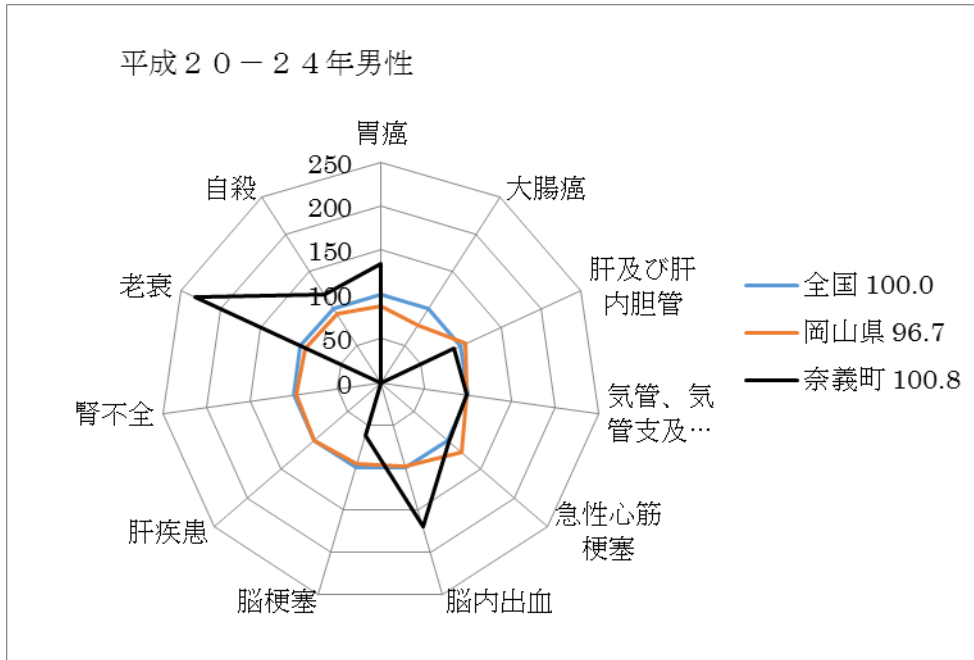 平成２０－２４年男性
胃癌
大腸癌
肝及び肝
内胆管
気管、気
管支及…
急性心筋
梗塞
脳内出血
脳梗塞
肝疾患
腎不全
老衰
自殺
250
200
150
100
50
0
全国 100.0
岡山県 96.7
奈義町 100.8